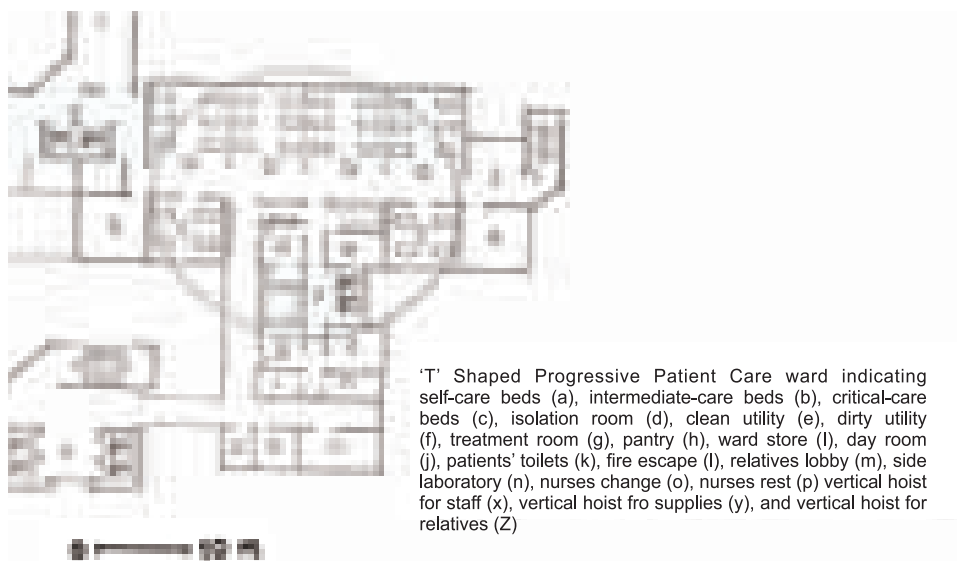 ‘T’ Shaped Progressive Patient Care ward indicating
self-care beds (a), intermediate-care beds (b), critical-care
beds (c), isolation room (d), clean utility (e), dirty utility
(f), treatment room (g), pantry (h), ward store (I), day room
(j), patients’ toilets (k), fire escape (l), relatives lobby (m), side
laboratory (n), nurses change (o), nurses rest (p) vertical hoist
for staff (x), vertical hoist fro supplies (y), and vertical hoist for
relatives (Z)